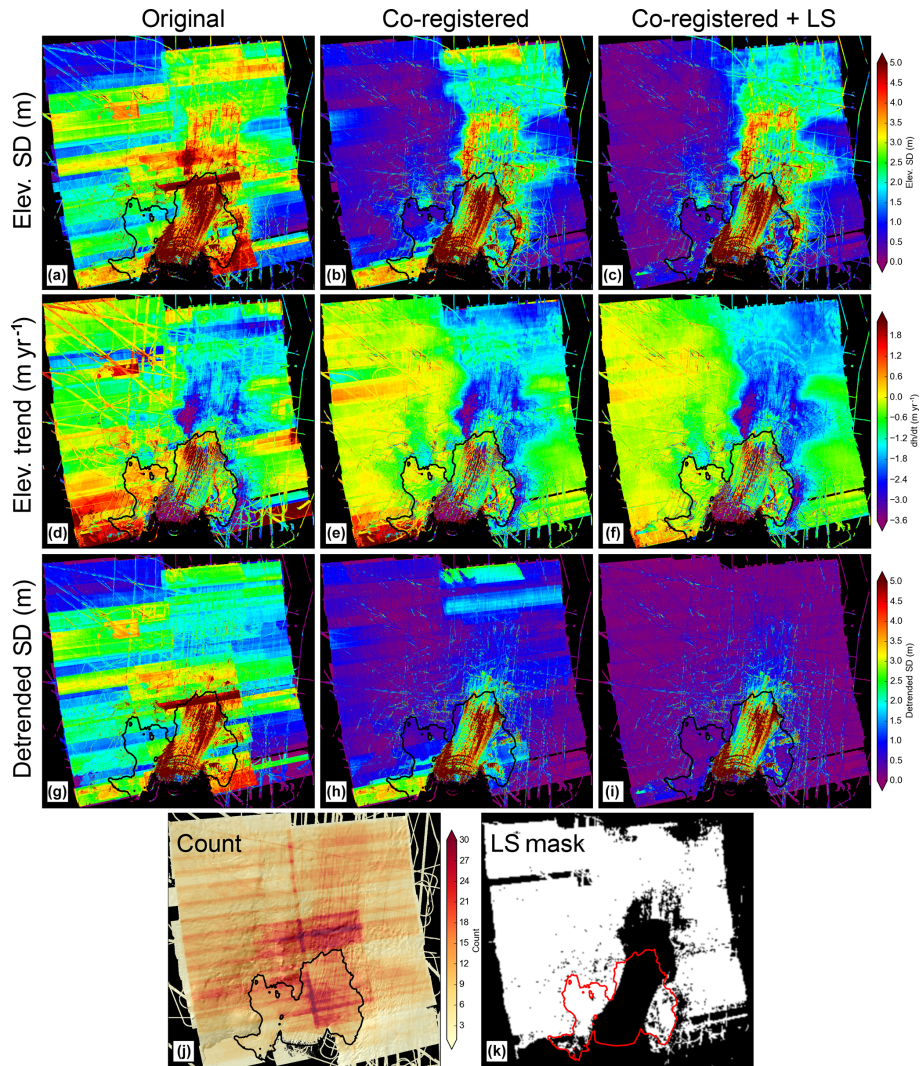 Original
Co-registered
Co-registered + LS
Elev. SD (m)
(a)
(b)
(c)
5.0
4.5
4.0
3.5
3.0
2.5
2.0
1.5
1.0
0.5
0.0
Elev. SD (m)
Elev. trend (m yr⁻¹)
(d)
(e)
(f)
1.8
1.2
0.6
0.0
−0.6
−1.2
−1.8
−2.4
−3.0
−3.6
dh/dt (m yr⁻¹)
Detrended SD (m)
(g)
(h)
(i)
5.0
4.5
4.0
3.5
3.0
2.5
2.0
1.5
1.0
0.5
0.0
Detrended SD (m)
Count
(j)
30
27
24
21
18
15
12
9
6
3
Count
LS mask
(k)